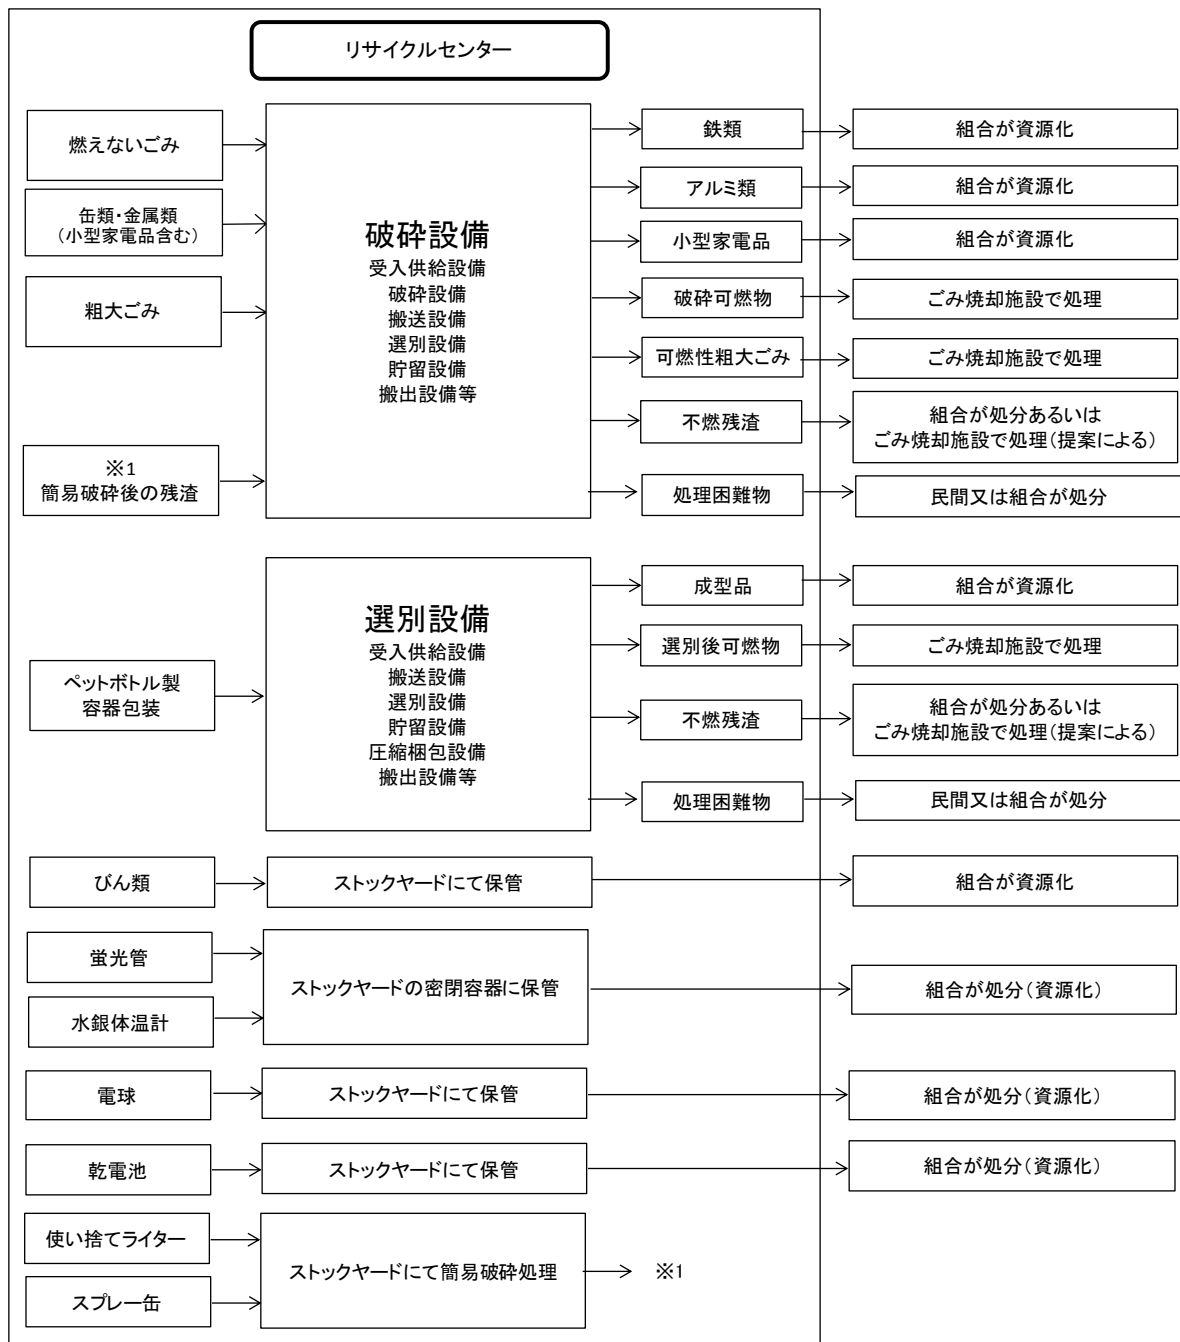 リサイクルセンター
燃えないごみ
缶類・金属類
（小型家電品含む）
粗大ごみ
※1
簡易破砕後の残渣
破砕設備
受入供給設備
破砕設備
搬送設備
選別設備
貯留設備
搬出設備等
鉄類
組合が資源化
アルミ類
組合が資源化
小型家電品
組合が資源化
破砕可燃物
ごみ焼却施設で処理
可燃性粗大ごみ
ごみ焼却施設で処理
不燃残渣
組合が処分あるいは
ごみ焼却施設で処理（提案による）
処理困難物
民間又は組合が処分
ペットボトル製
容器包装
選別設備
受入供給設備
搬送設備
選別設備
貯留設備
圧縮梱包設備
搬出設備等
成型品
組合が資源化
選別後可燃物
ごみ焼却施設で処理
不燃残渣
組合が処分あるいは
ごみ焼却施設で処理（提案による）
処理困難物
民間又は組合が処分
びん類
ストックヤードにて保管
組合が資源化
蛍光管
水銀体温計
ストックヤードの密閉容器に保管
組合が処分（資源化）
電球
ストックヤードにて保管
組合が処分（資源化）
乾電池
ストックヤードにて保管
組合が処分（資源化）
使い捨てライター
スプレー缶
ストックヤードにて簡易破砕処理
※1